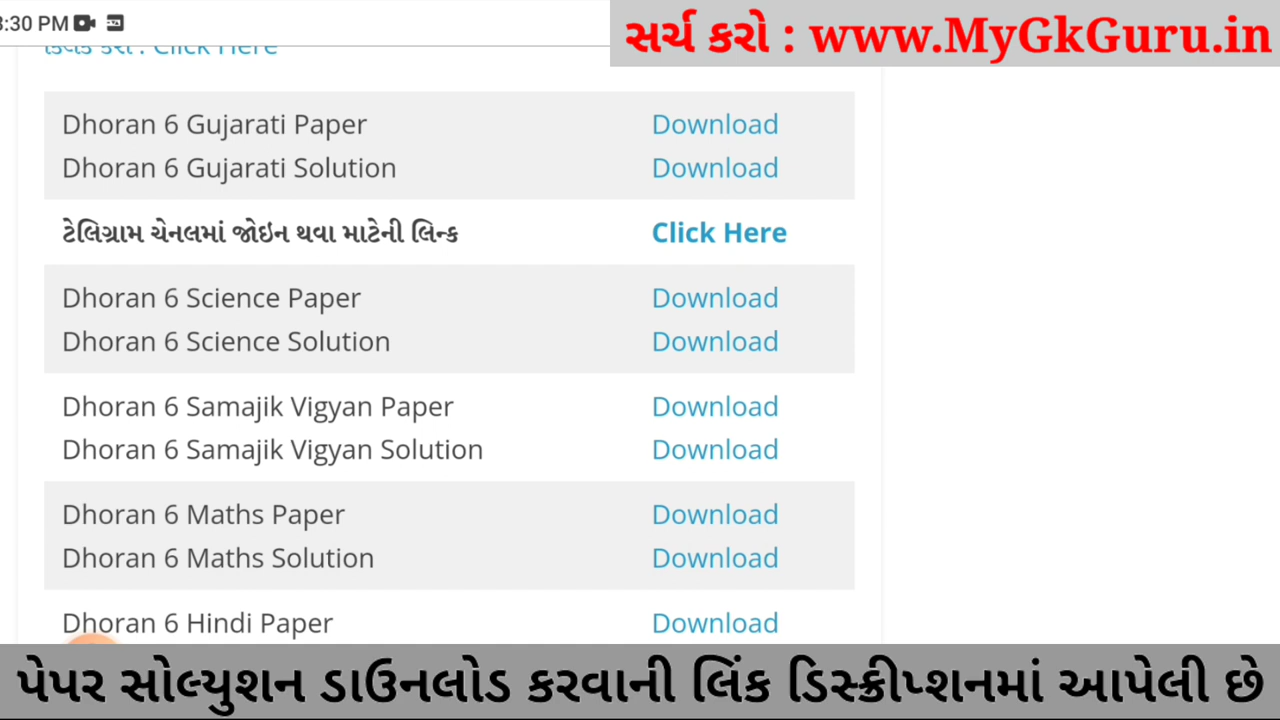 3:30 PM
સર્ચ કરો : www.MyGkGuru.in
ક્લિક કરો : Click Here
Dhoran 6 Gujarati Paper Download
Dhoran 6 Gujarati Solution Download
ટેલિગ્રામ ચેનલમાં જોઇન થવા માટેની લિન્ક Click Here
Dhoran 6 Science Paper Download
Dhoran 6 Science Solution Download
Dhoran 6 Samajik Vigyan Paper Download
Dhoran 6 Samajik Vigyan Solution Download
Dhoran 6 Maths Paper Download
Dhoran 6 Maths Solution Download
Dhoran 6 Hindi Paper Download
પેપર સોલ્યુશન ડાઉનલોડ કરવાની લિંક ડિસ્ક્રીપ્શનમાં આપેલી છે